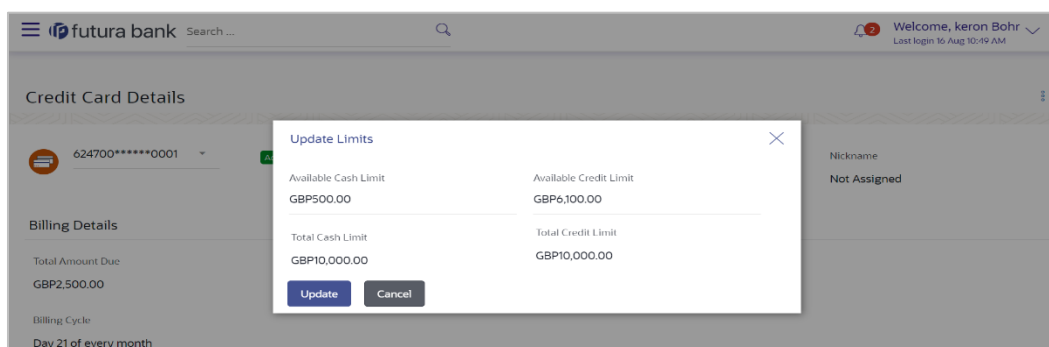 futura bank Search ...
2
Welcome, keron Bohr
Last login 16 Aug 10:49 AM
Credit Card Details
624700******0001
Nickname
Not Assigned
Update Limits
Available Cash Limit
Available Credit Limit
GBP500.00
GBP6,100.00
Total Cash Limit
Total Credit Limit
GBP10,000.00
GBP10,000.00
Update
Cancel
Billing Details
Total Amount Due
GBP2,500.00
Billing Cycle
Day 21 of every month